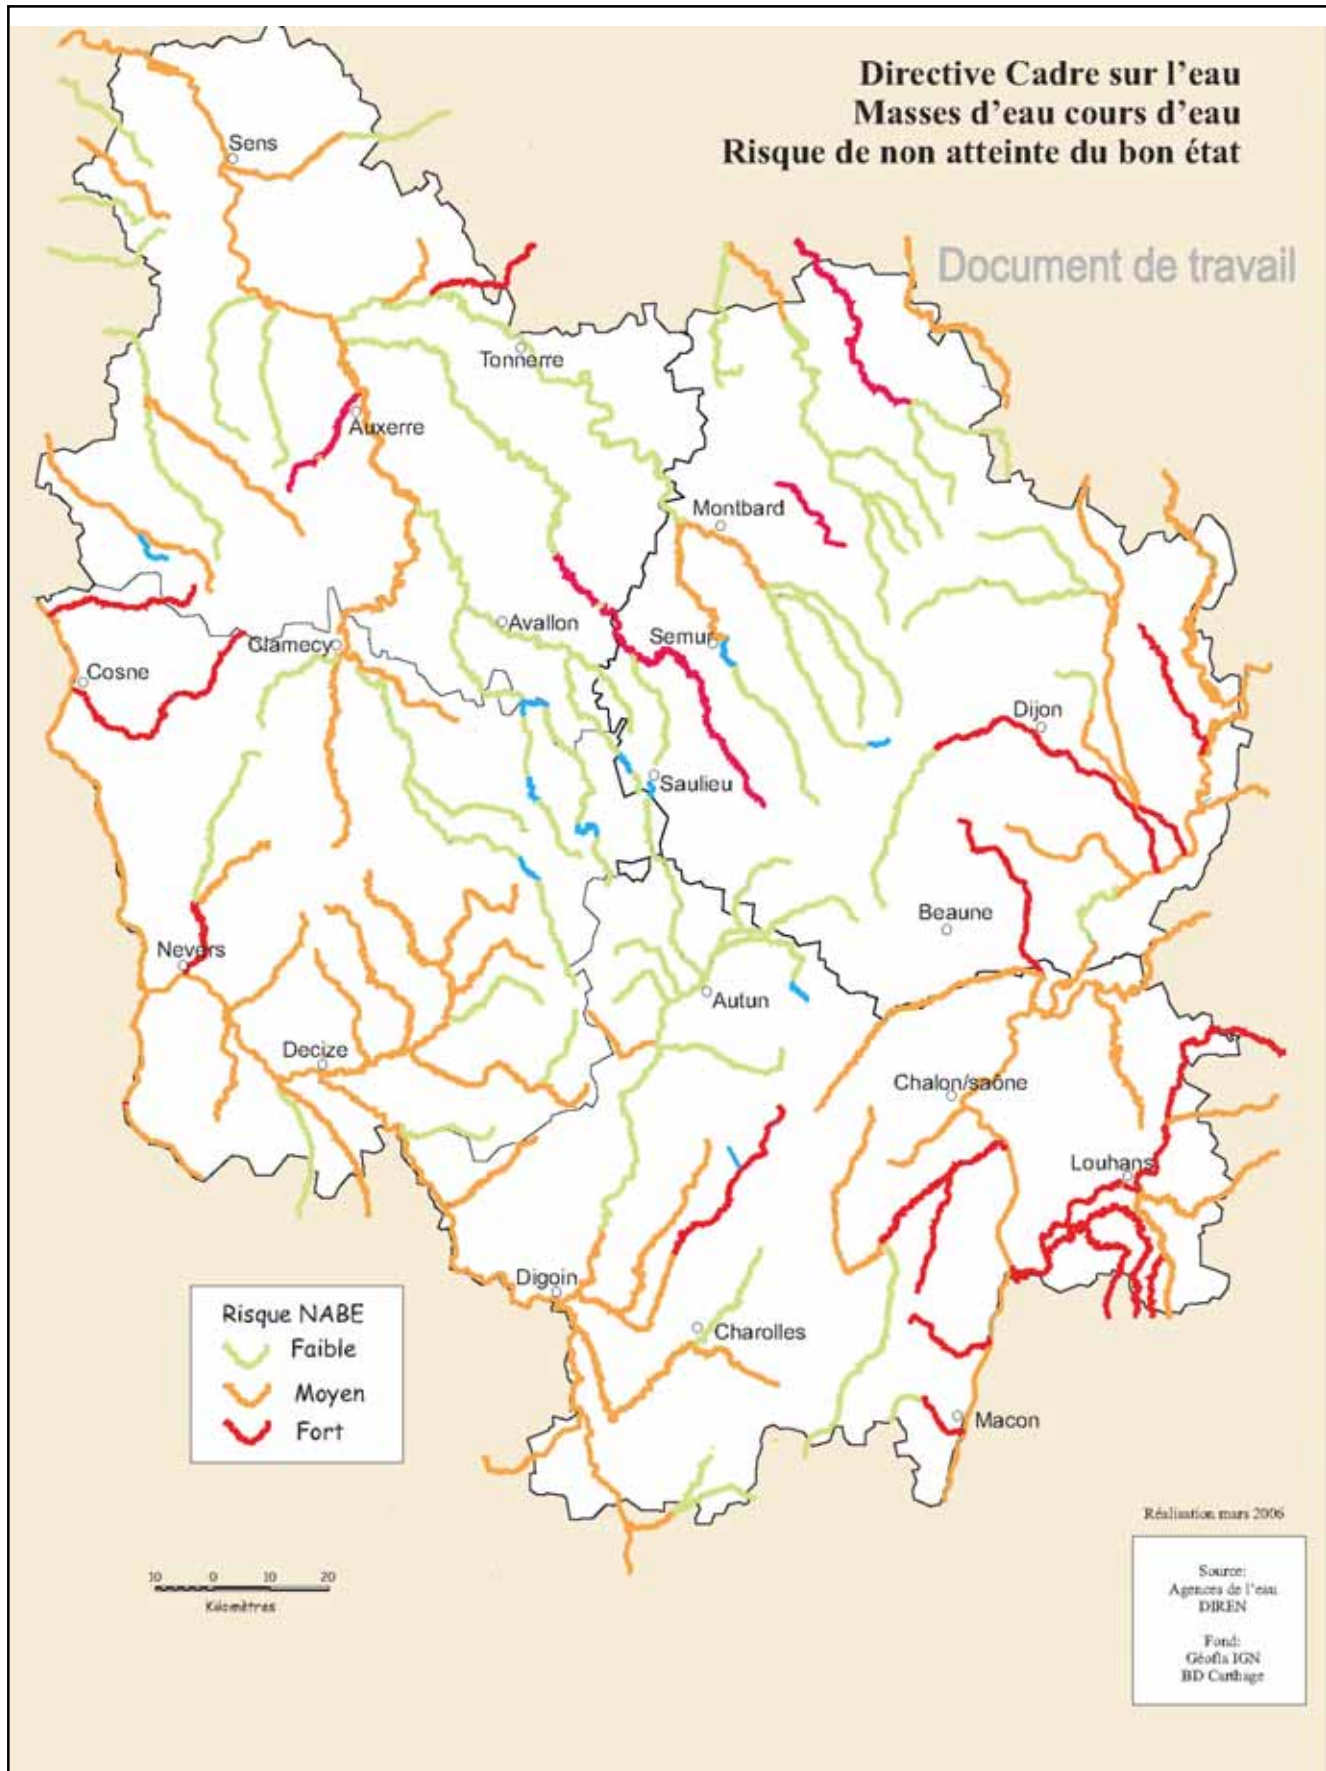 Directive Cadre sur l'eau
Masses d'eau cours d'eau
Risque de non atteinte du bon état
Document de travail
Sens
Tonnerre
Auxerre
Montbard
Avallon
Semur
Clamecy
Cosne
Dijon
Saulieu
Beaune
Nevers
Autun
Decize
Chalon/saône
Louhans
Digoin
Charolles
Macon
Risque NABE
Faible
Moyen
Fort
10 0 10 20
Kilomètres
Réalisation mars 2006
Source:
Agences de l'eau
DIREN
Fond:
Géofla IGN
BD Carthage